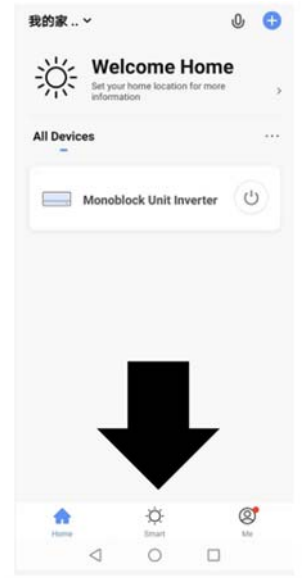 我的家 ..
Welcome Home
Set your home location for more
information
All Devices
...
Monoblock Unit Inverter
Home
Smart
Me